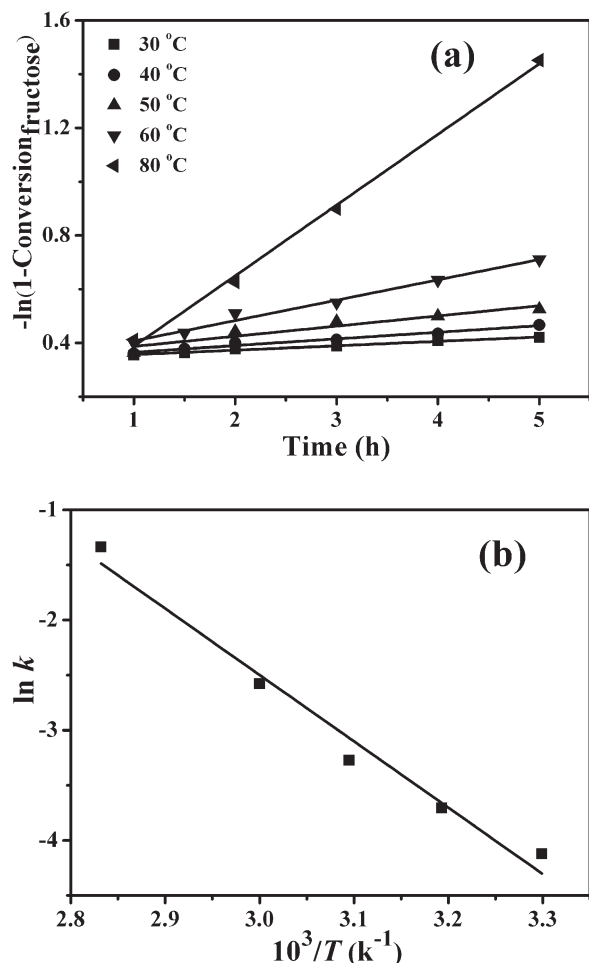 (a)
30 °C
40 °C
50 °C
60 °C
80 °C
-ln(1-Conversionfructose)
1.6
1.2
0.8
0.4
1 2 3 4 5
Time (h)
(b)
ln k
-1
-2
-3
-4
2.8 2.9 3.0 3.1 3.2 3.3
10³/T (k⁻¹)